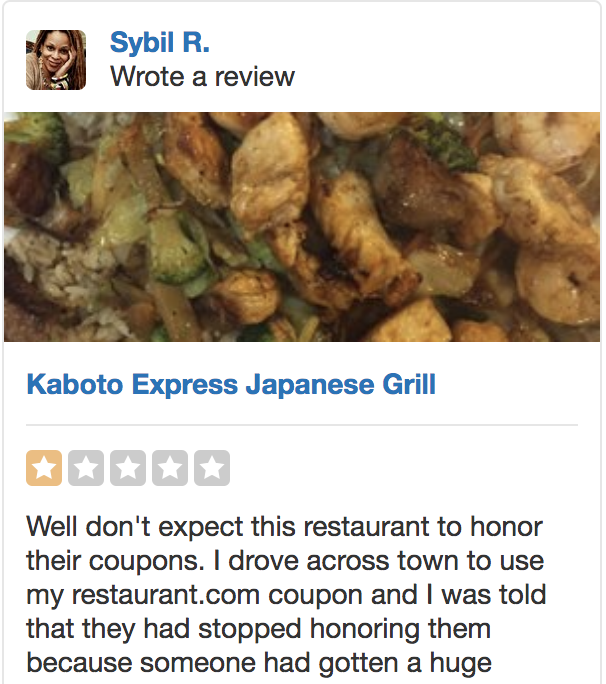 Sybil R.
Wrote a review
Kaboto Express Japanese Grill
Well don't expect this restaurant to honor
their coupons. I drove across town to use
my restaurant.com coupon and I was told
that they had stopped honoring them
because someone had gotten a huge